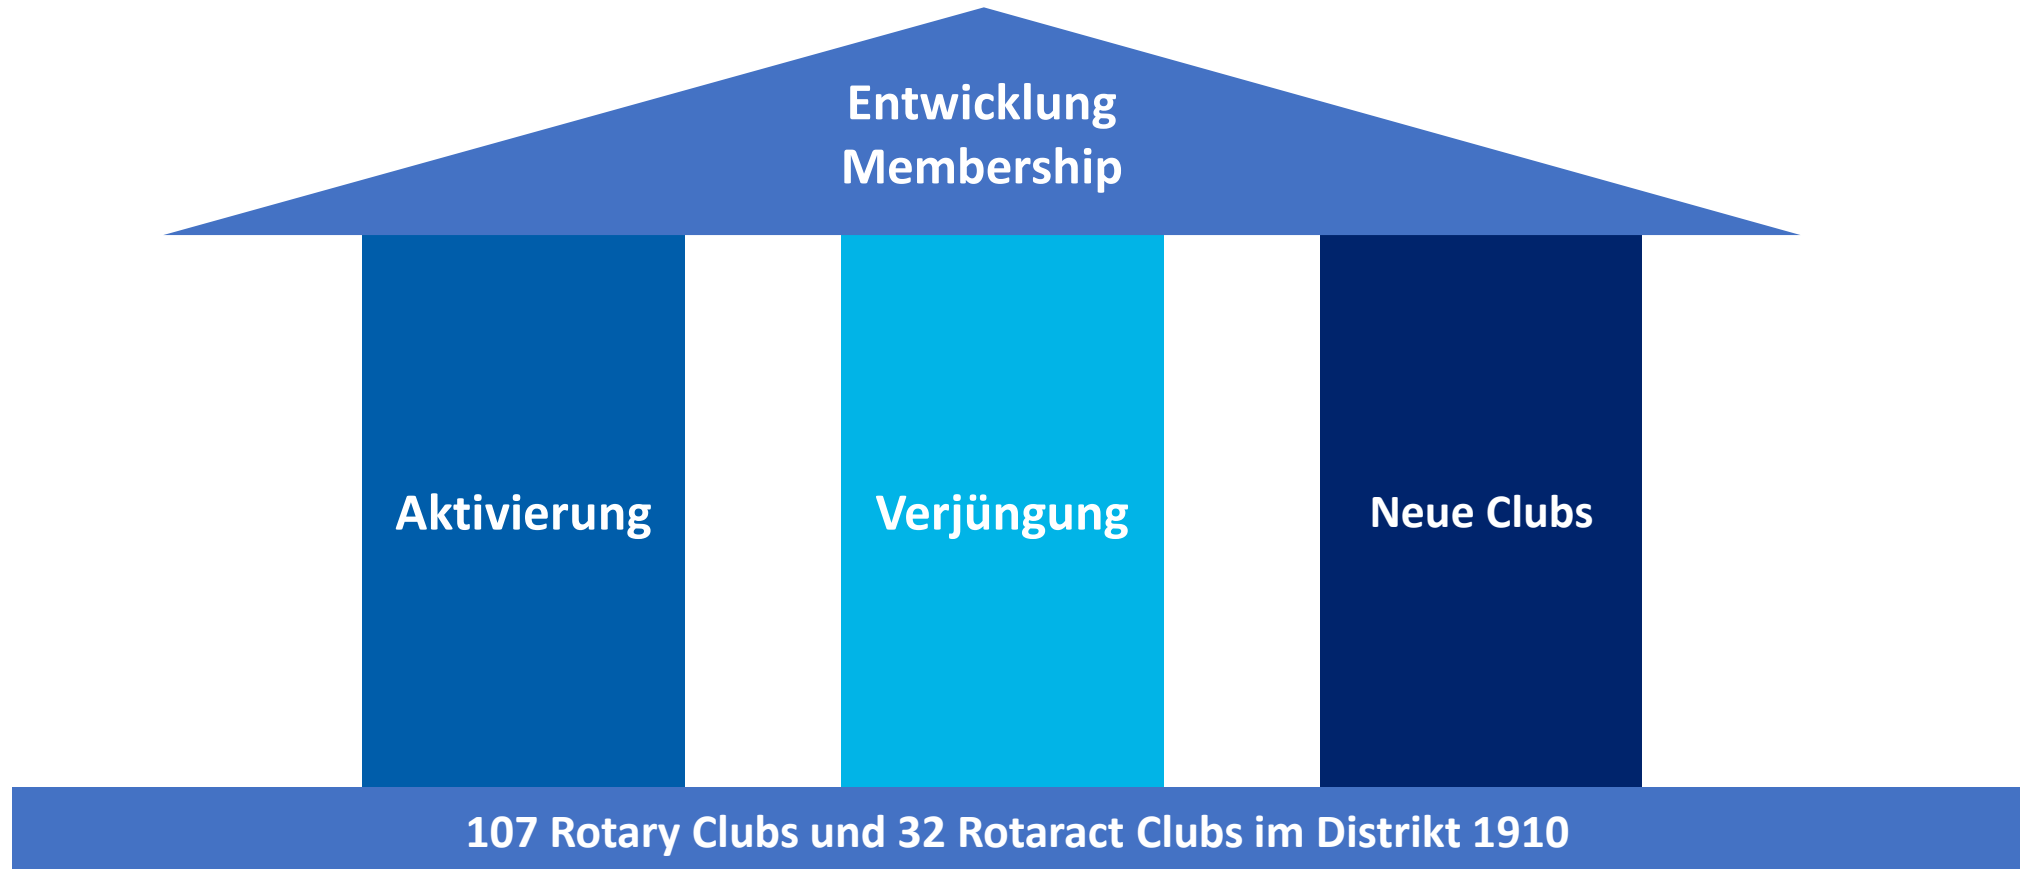 Entwicklung
Membership
Aktivierung
Verjüngung
Neue Clubs
107 Rotary Clubs und 32 Rotaract Clubs im Distrikt 1910